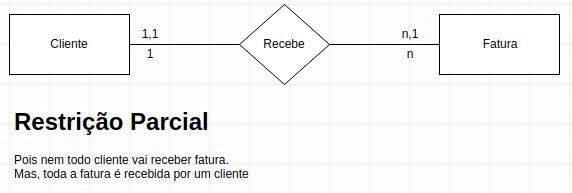 Cliente
1,1
1
Recebe
n,1
n
Fatura
Restrição Parcial
Pois nem todo cliente vai receber fatura.
Mas, toda a fatura é recebida por um cliente